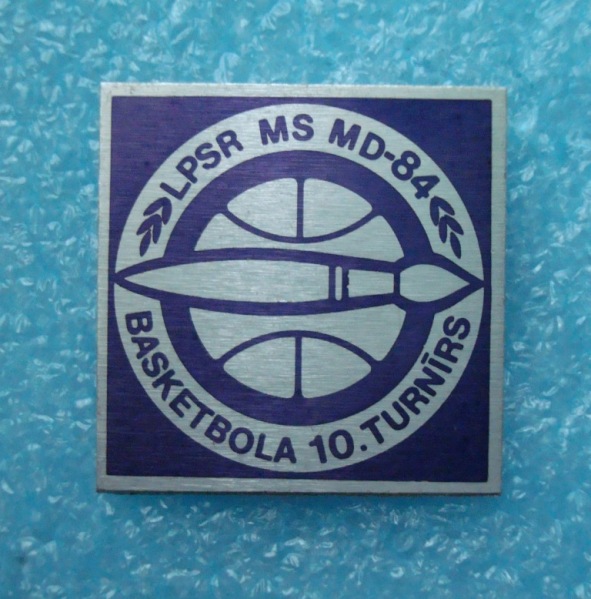 LPSR MS MD-84
BASKETBOLA 10. TURNĪRS